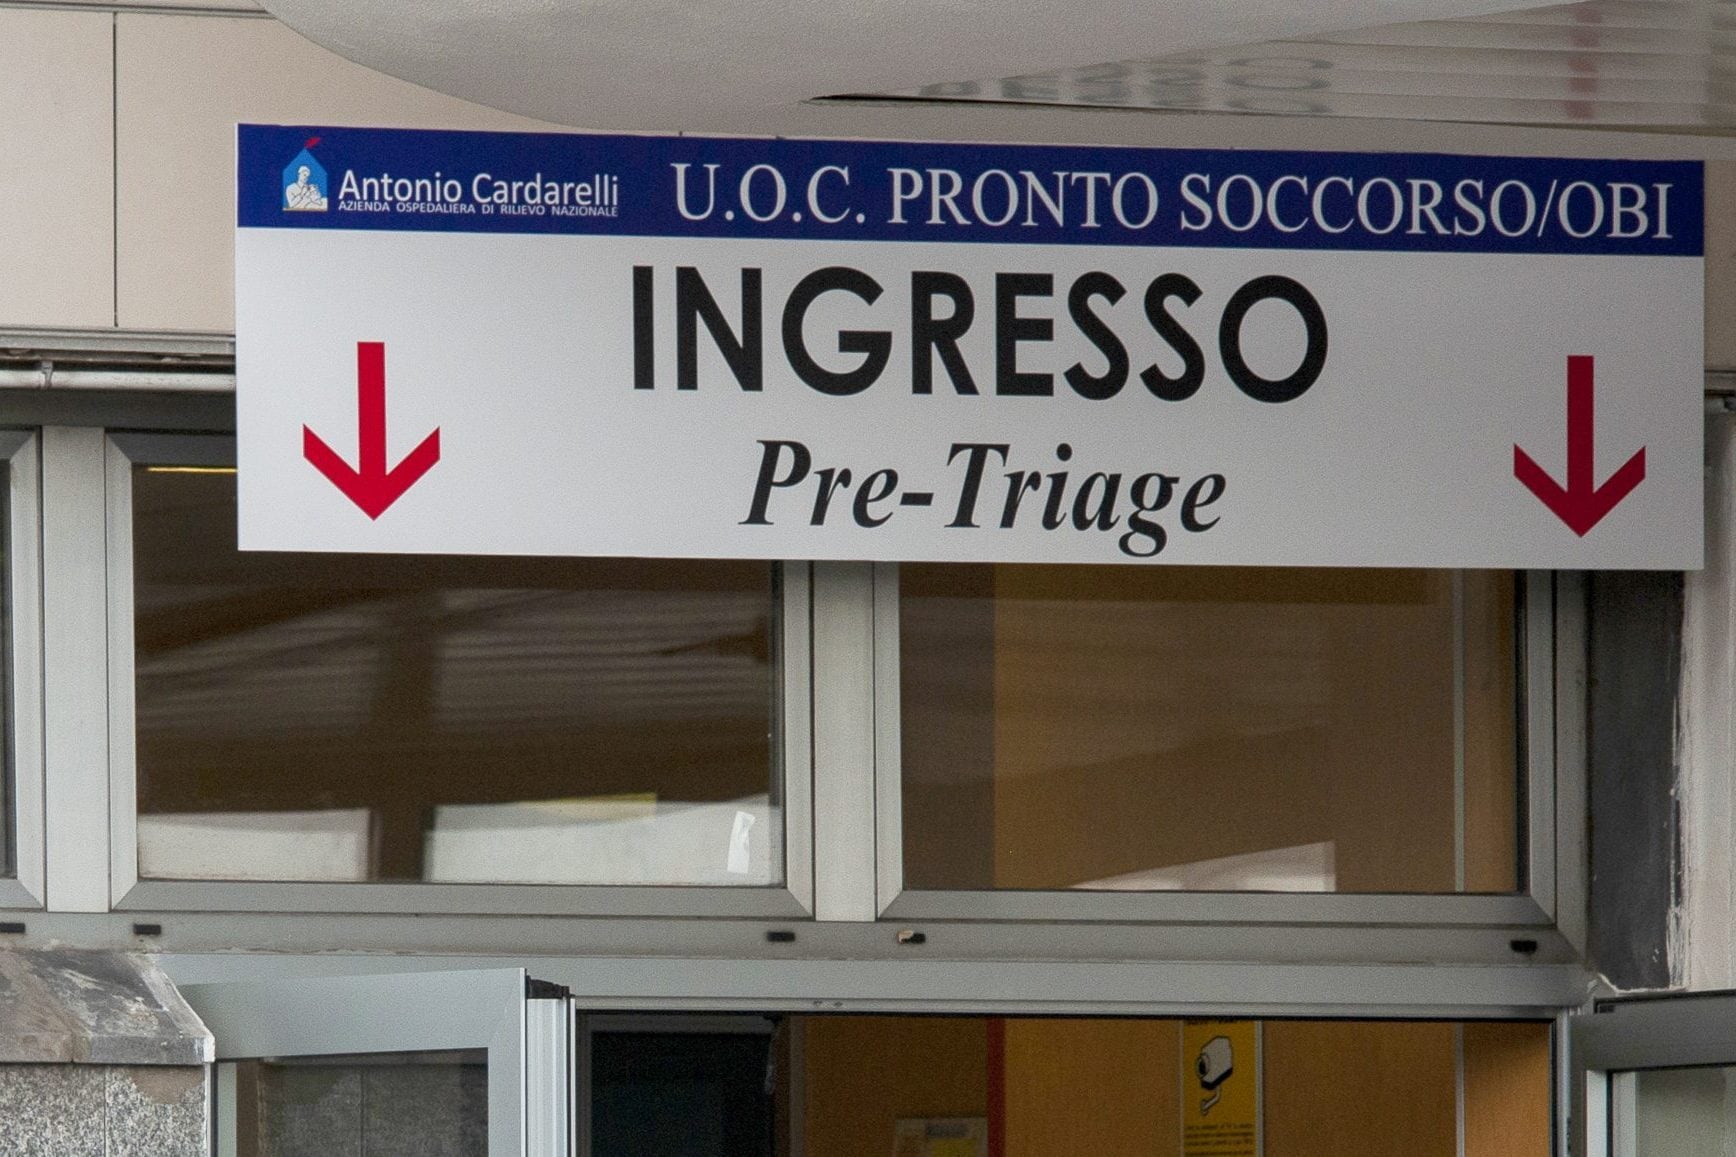 Antonio Cardarelli
AZIENDA OSPEDALIERA DI RILIEVO NAZIONALE
U.O.C. PRONTO SOCCORSO/OBI
INGRESSO
Pre-Triage